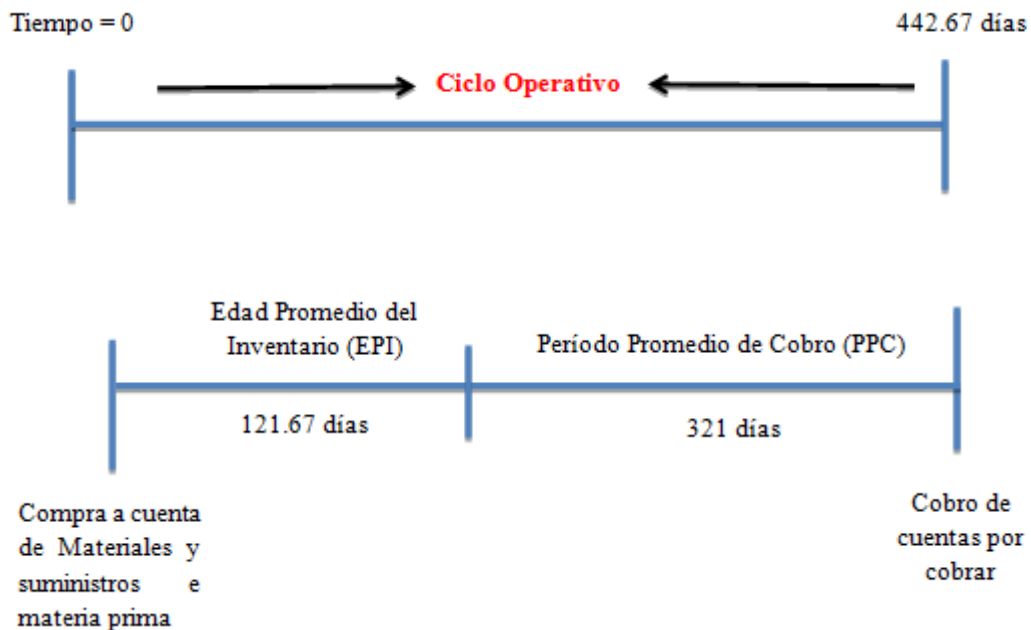 Tiempo = 0
442.67 días
Ciclo Operativo
Edad Promedio del
Inventario (EPI)
Período Promedio de Cobro (PPC)
121.67 días
321 días
Compra a cuenta
de Materiales y
suministros e
materia prima
Cobro de
cuentas por
cobrar